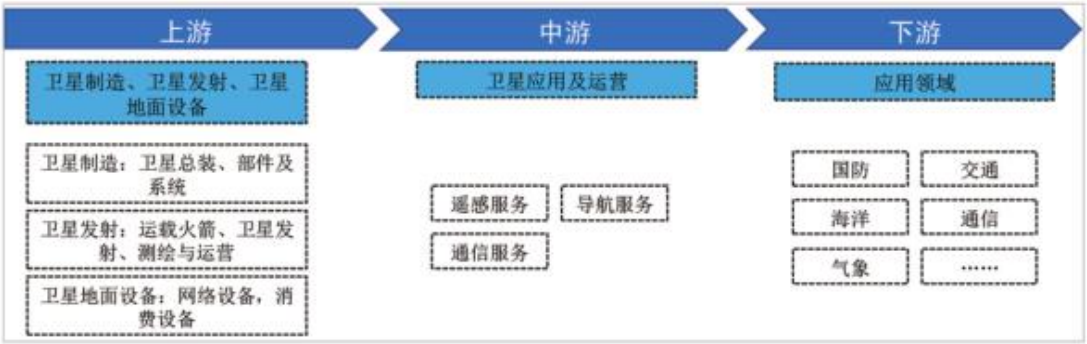 上游
中游
下游
卫星制造、卫星发射、卫星
地面设备
卫星应用及运营
应用领域
卫星制造：卫星总装、部件及
系统
卫星发射：运载火箭、卫星发
射、测绘与运营
卫星地面设备：网络设备，消
费设备
遥感服务
导航服务
通信服务
国防
交通
海洋
通信
气象
……